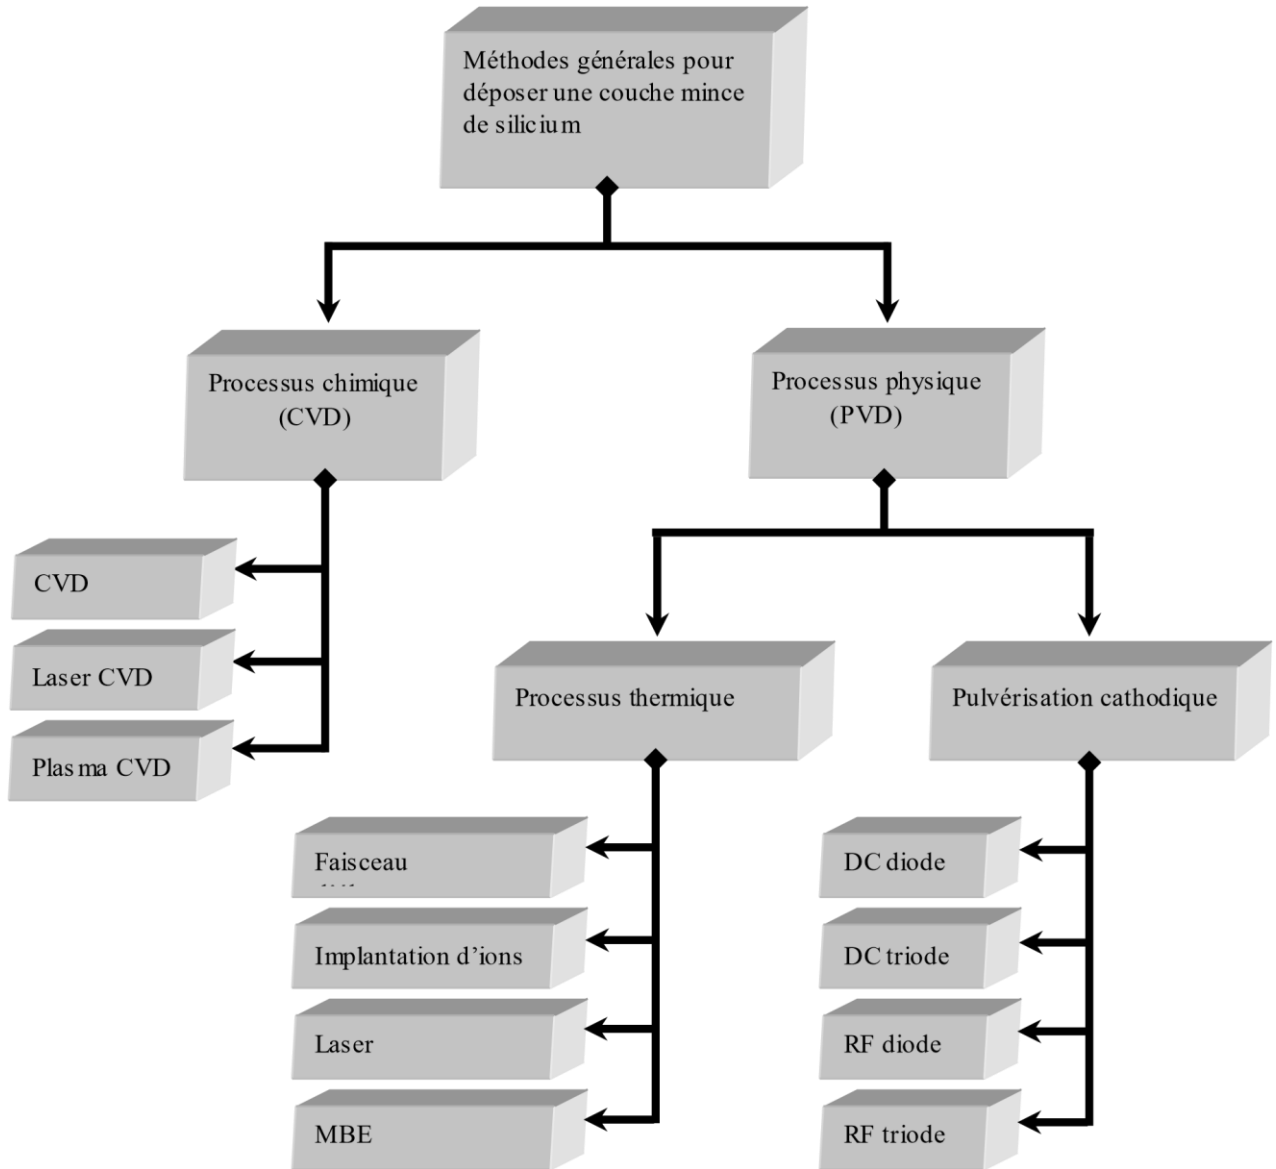 Méthodes générales pour
déposer une couche mince
de silicium
Processus chimique
(CVD)
Processus physique
(PVD)
CVD
Laser CVD
Plasma CVD
Processus thermique
Pulvérisation cathodique
Faisceau
Implantation d’ions
Laser
MBE
DC diode
DC triode
RF diode
RF triode